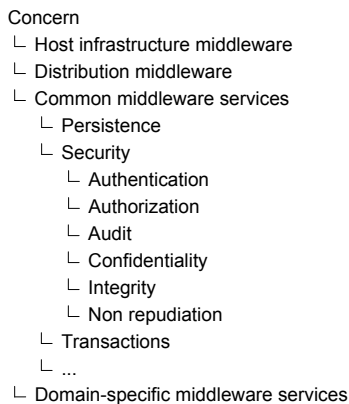 Concern
Host infrastructure middleware
Distribution middleware
Common middleware services
Persistence
Security
Authentication
Authorization
Audit
Confidentiality
Integrity
Non repudiation
Transactions
...
Domain-specific middleware services